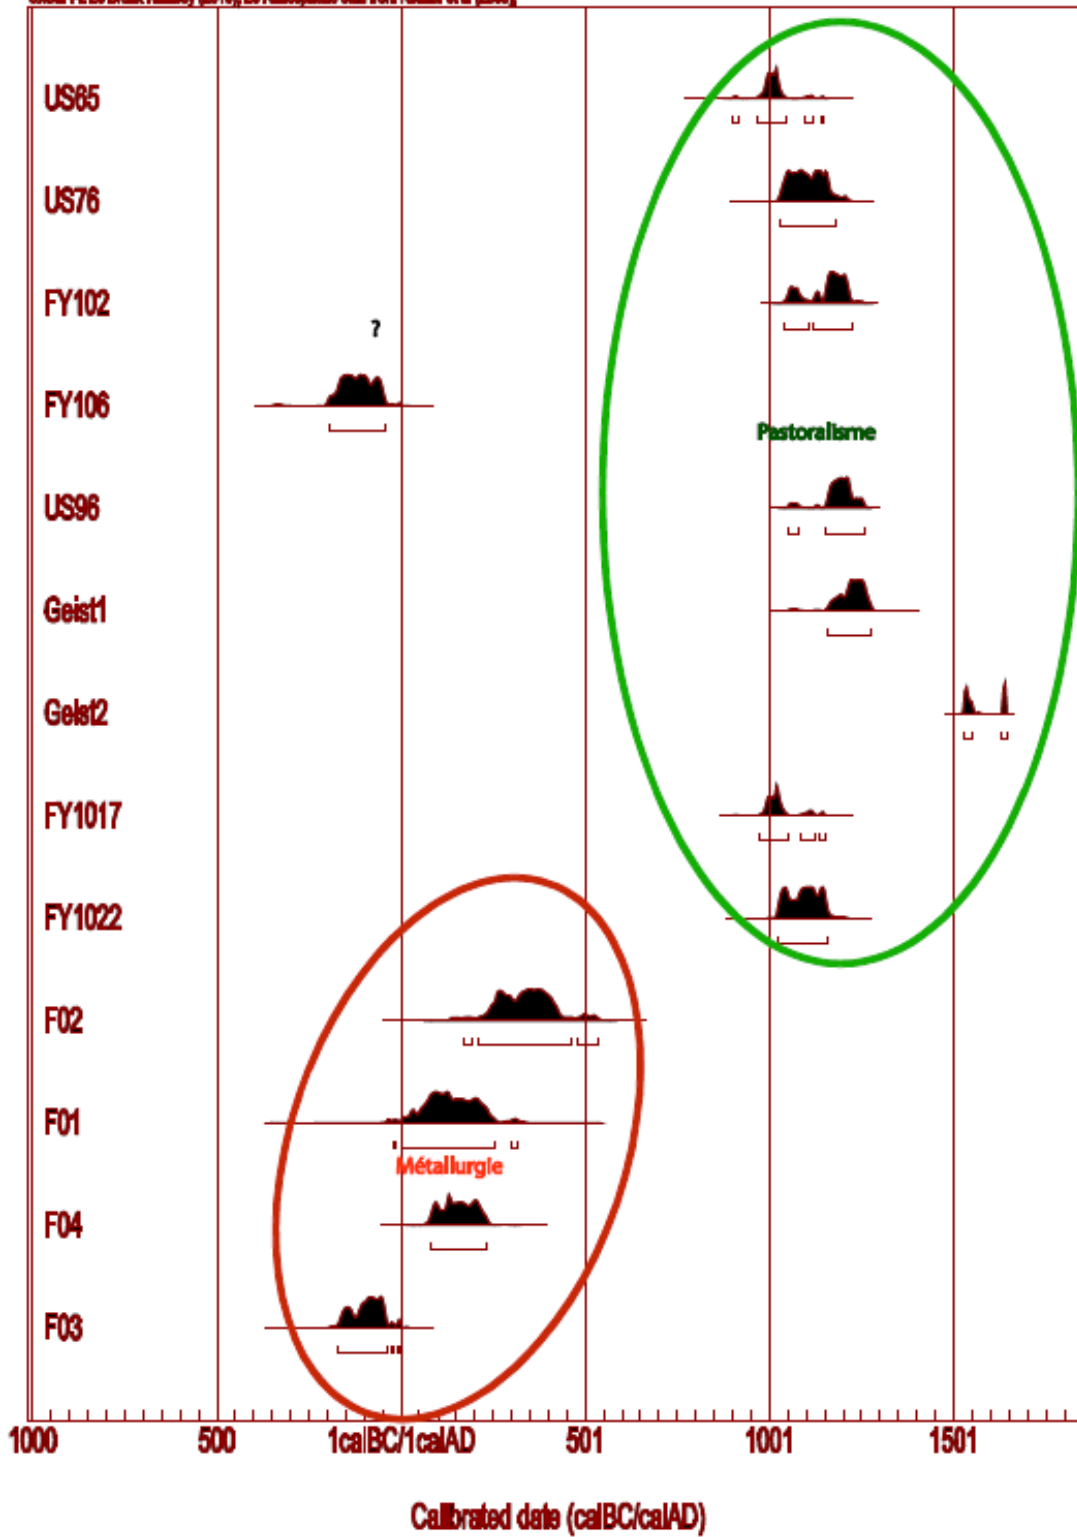 US65
US76
FY102
?
FY106
Pastoralisme
US96
Geist1
Geist2
FY1017
FY1022
F02
F01
Métallurgie
F04
F03
1000 500 1calBC/1calAD 501 1001 1501
Calibrated date (calBC/calAD)